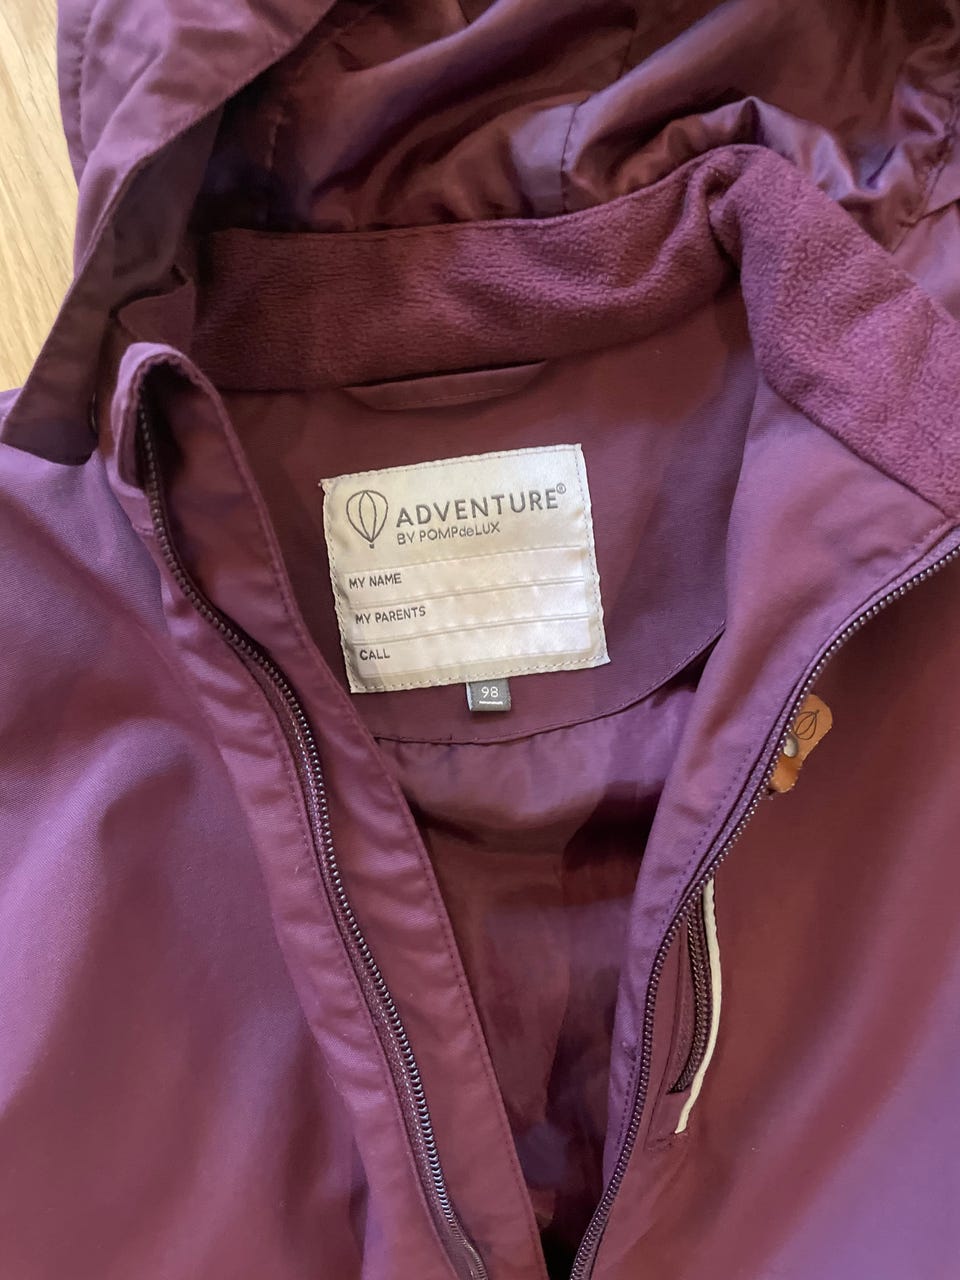 ADVENTURE®
BY POMPdeLUX
MY NAME
MY PARENTS
CALL
98